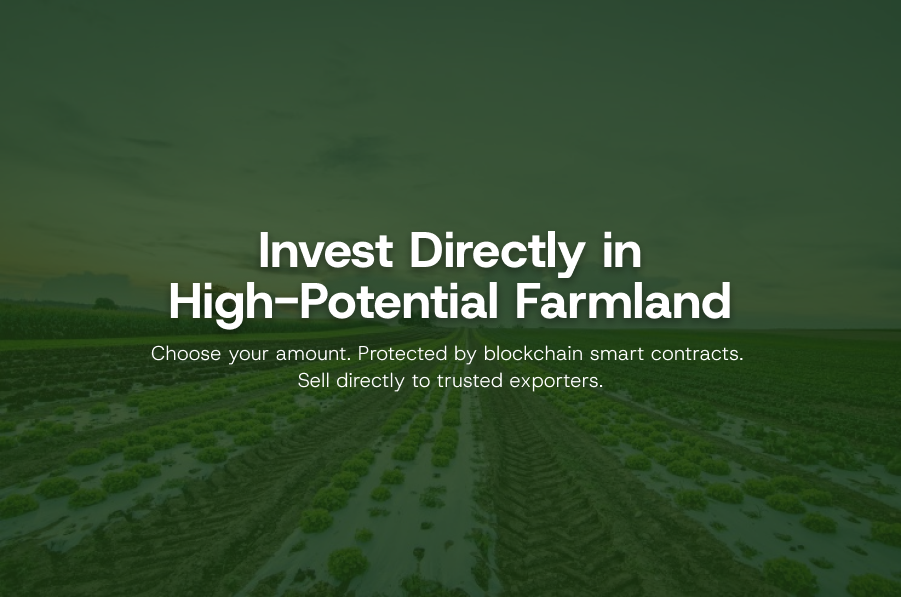 Invest Directly in
High-Potential Farmland
Choose your amount. Protected by blockchain smart contracts.
Sell directly to trusted exporters.